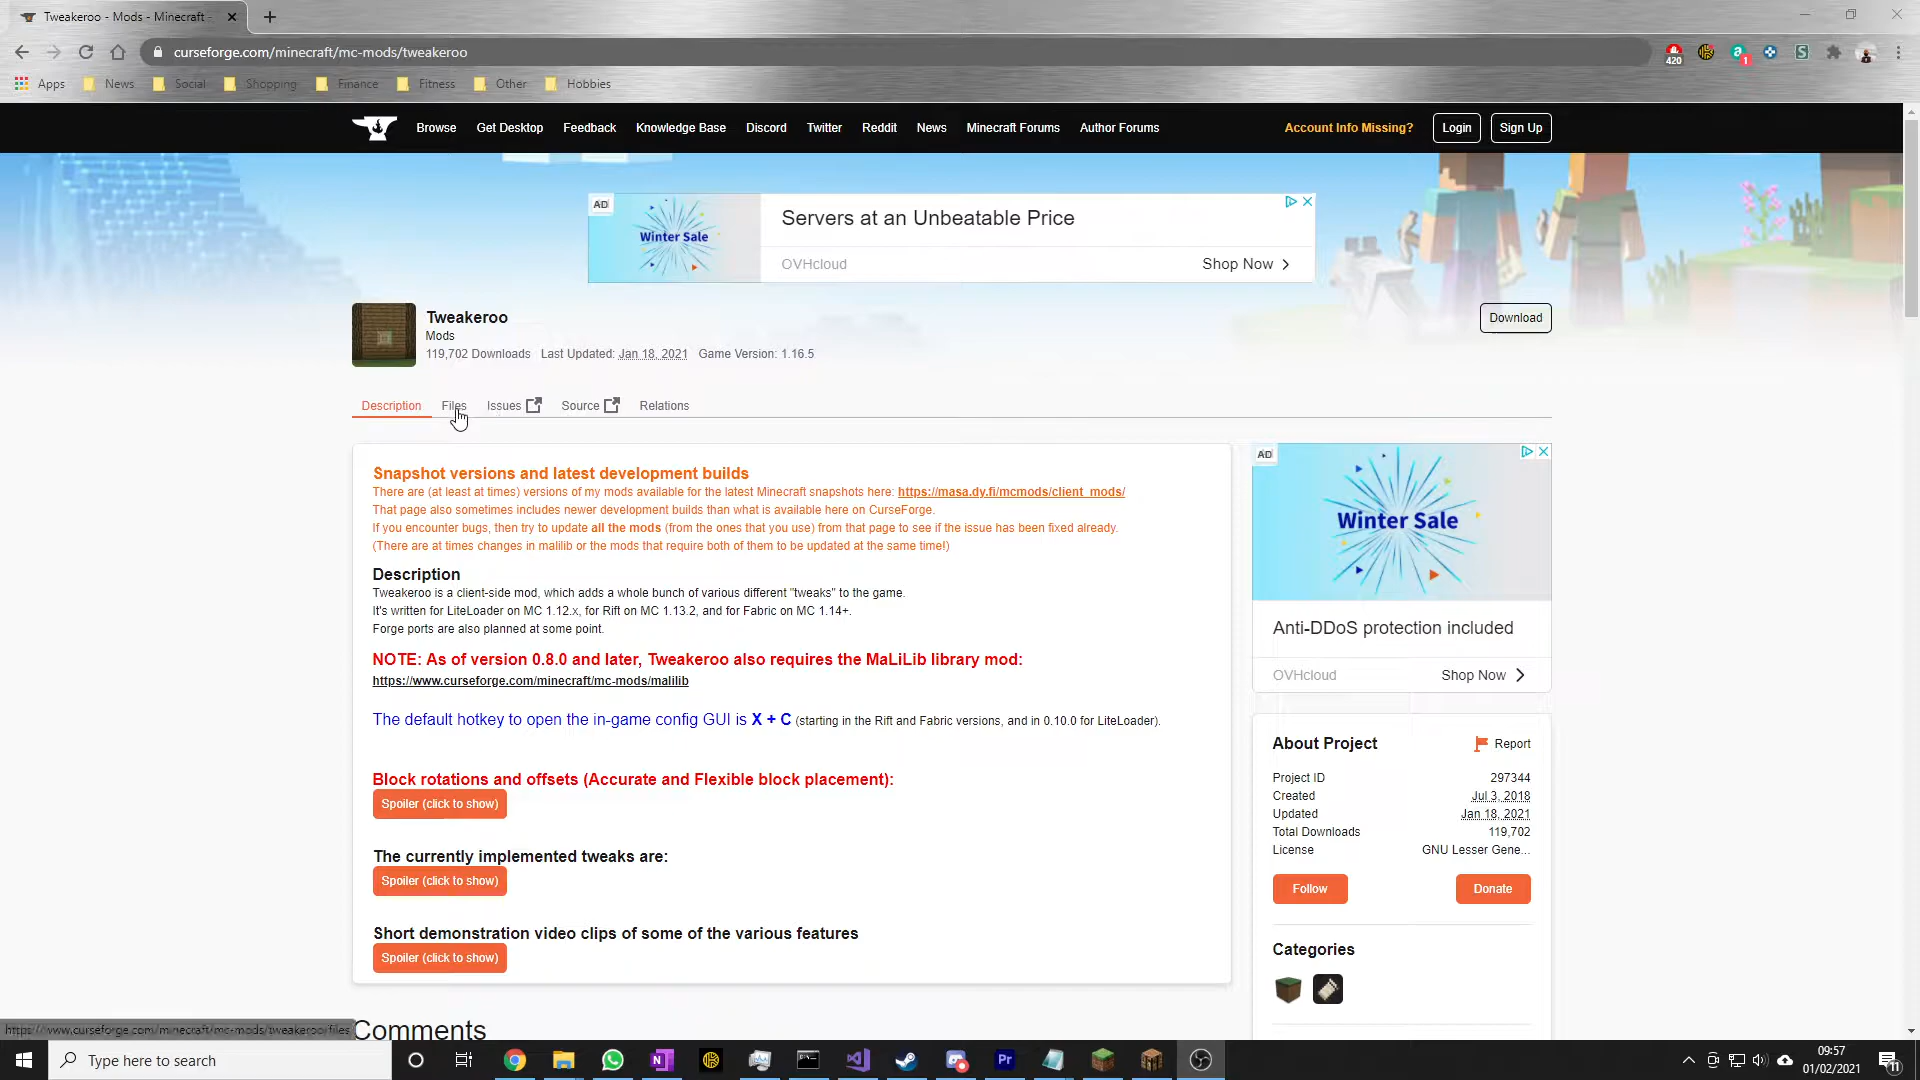 Tweakeroo - Mods - Minecraft -
curseforge.com/minecraft/mc-mods/tweakeroo
420
1
Apps News Social Shopping Finance Fitness Other Hobbies
Browse Get Desktop Feedback Knowledge Base Discord Twitter Reddit News Minecraft Forums Author Forums Account Info Missing? Login Sign Up
AD
Winter Sale
Servers at an Unbeatable Price
OVHcloud Shop Now
Tweakeroo
Mods
119,702 Downloads Last Updated: Jan 18, 2021 Game Version: 1.16.5
Download
Description Files Issues Source Relations
Snapshot versions and latest development builds
There are (at least at times) versions of my mods available for the latest Minecraft snapshots here: https://masa.dy.fi/mcmods/client_mods/
That page also sometimes includes newer development builds than what is available here on CurseForge.
If you encounter bugs, then try to update all the mods (from the ones that you use) from that page to see if the issue has been fixed already.
(There are at times changes in malilib or the mods that require both of them to be updated at the same time!)
Description
Tweakeroo is a client-side mod, which adds a whole bunch of various different "tweaks" to the game.
It's written for LiteLoader on MC 1.12.x, for Rift on MC 1.13.2, and for Fabric on MC 1.14+.
Forge ports are also planned at some point.
NOTE: As of version 0.8.0 and later, Tweakeroo also requires the MaLiLib library mod:
https://www.curseforge.com/minecraft/mc-mods/malilib
The default hotkey to open the in-game config GUI is X + C (starting in the Rift and Fabric versions, and in 0.10.0 for LiteLoader).
Block rotations and offsets (Accurate and Flexible block placement):
Spoiler (click to show)
The currently implemented tweaks are:
Spoiler (click to show)
Short demonstration video clips of some of the various features
Spoiler (click to show)
AD
Winter Sale
Anti-DDoS protection included
OVHcloud Shop Now
About Project Report
Project ID 297344
Created Jul 3, 2018
Updated Jan 18, 2021
Total Downloads 119,702
License GNU Lesser Gene...
Follow Donate
Categories
Comments
https://www.curseforge.com/minecraft/mc-mods/tweakeroo/files
Type here to search
09:57
01/02/2021
11